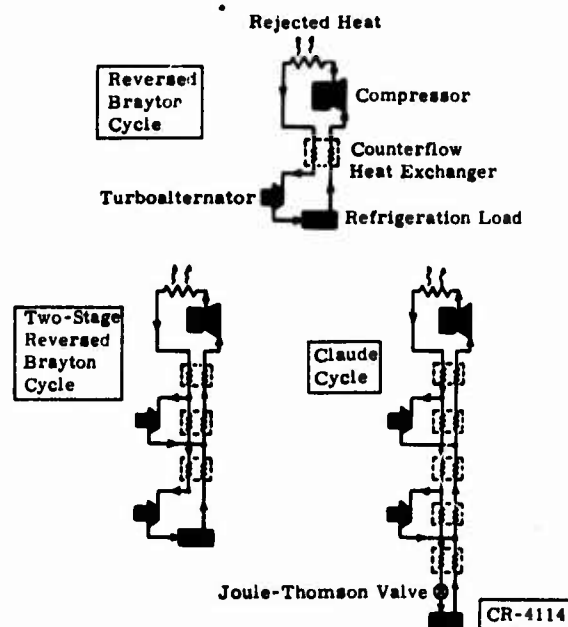 Rejected Heat
Reversed
Brayton
Cycle
Compressor
Counterflow
Heat Exchanger
Turboalternator
Refrigeration Load
Two-Stage
Reversed
Brayton
Cycle
Claude
Cycle
Joule-Thomson Valve
CR-4114